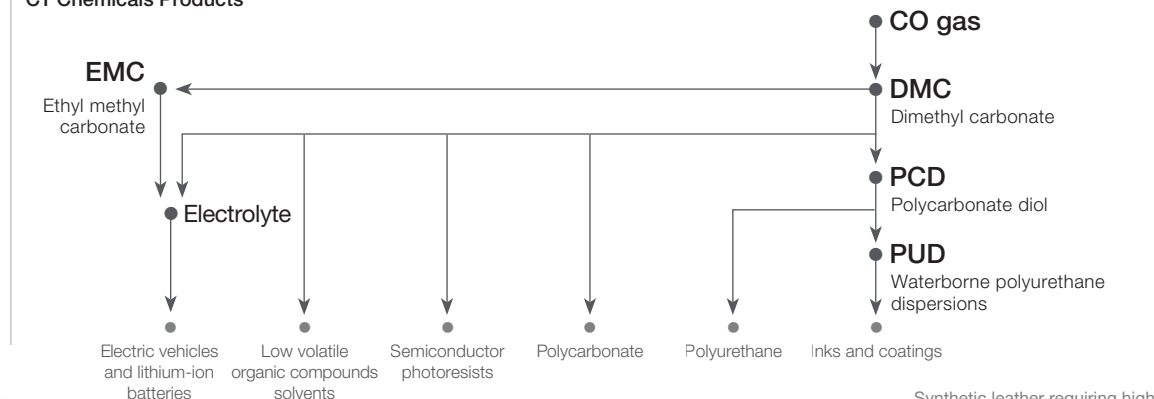 C1 Chemicals Products
CO gas
EMC
Ethyl methyl
carbonate
DMC
Dimethyl carbonate
PCD
Polycarbonate diol
Electrolyte
PUD
Waterborne polyurethane
dispersions
Electric vehicles
and lithium-ion
batteries
Low volatile
organic compounds
solvents
Semiconductor
photoresists
Polycarbonate
Polyurethane
Inks and coatings
Synthetic leather requiring high